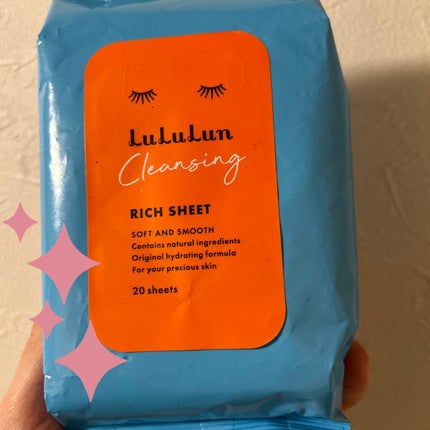 LuLuLun
Cleansing
RICH SHEET
SOFT AND SMOOTH
Contains natural ingredients
Original hydrating formula
For your precious skin
20 sheets